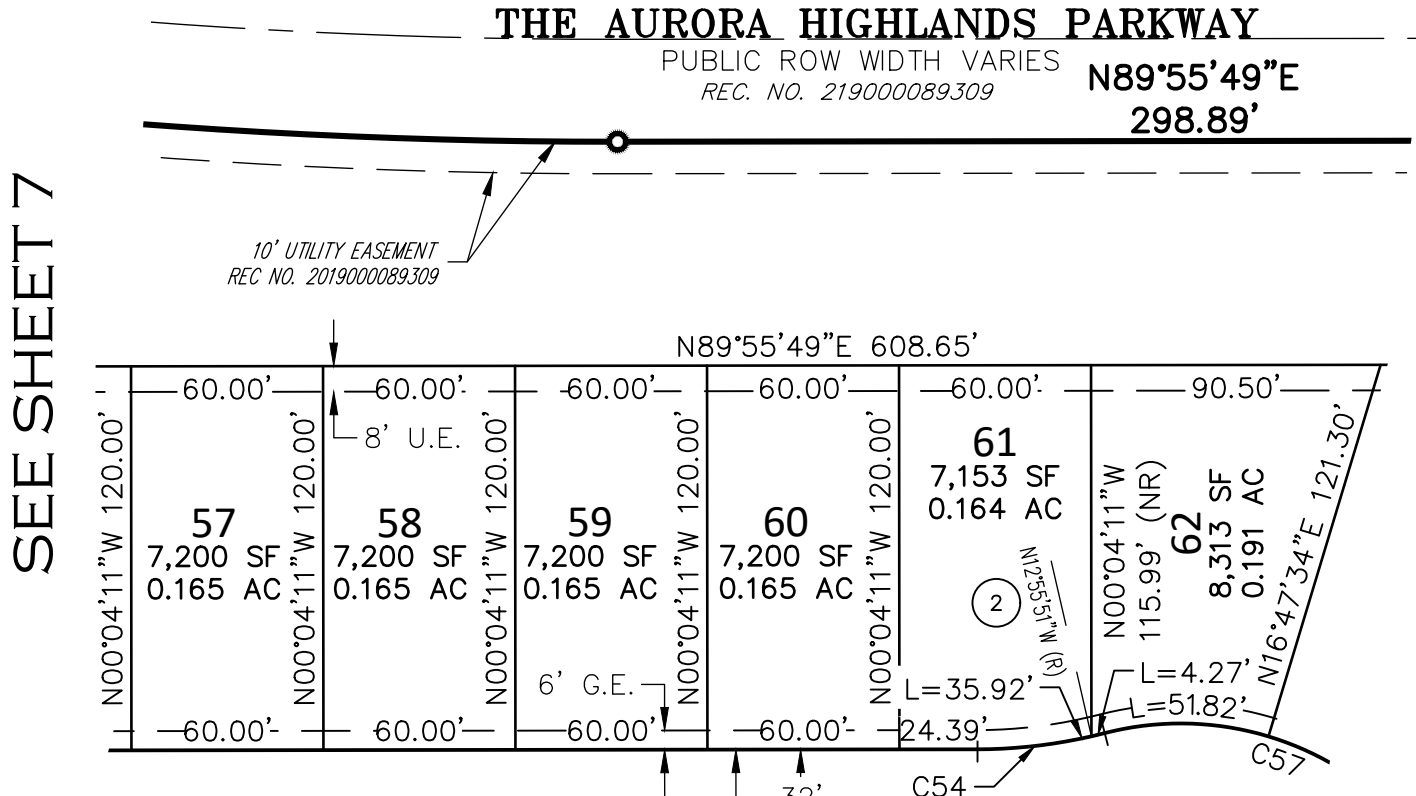 THE AURORA HIGHLANDS PARKWAY
PUBLIC ROW WIDTH VARIES
REC. NO. 219000089309
N89°55'49"E
298.89'
SEE SHEET 7
10' UTILITY EASEMENT
REC NO. 2019000089309
N89°55'49"E 608.65'
60.00'
60.00'
60.00'
60.00'
60.00'
90.50'
8' U.E.
N00°04'11"W 120.00'
57
7,200 SF
0.165 AC
N00°04'11"W 120.00'
58
7,200 SF
0.165 AC
N00°04'11"W 120.00'
59
7,200 SF
0.165 AC
N00°04'11"W 120.00'
60
7,200 SF
0.165 AC
N00°04'11"W 120.00'
61
7,153 SF
0.164 AC
2
N12°55'51"W (R)
N00°04'11"W
115.99' (NR)
62
8,313 SF
0.191 AC
N16°47'34"E 121.30'
6' G.E.
L=35.92'
L=4.27'
L=51.82'
60.00'
60.00'
60.00'
60.00'
24.39'
C57
C54
32'